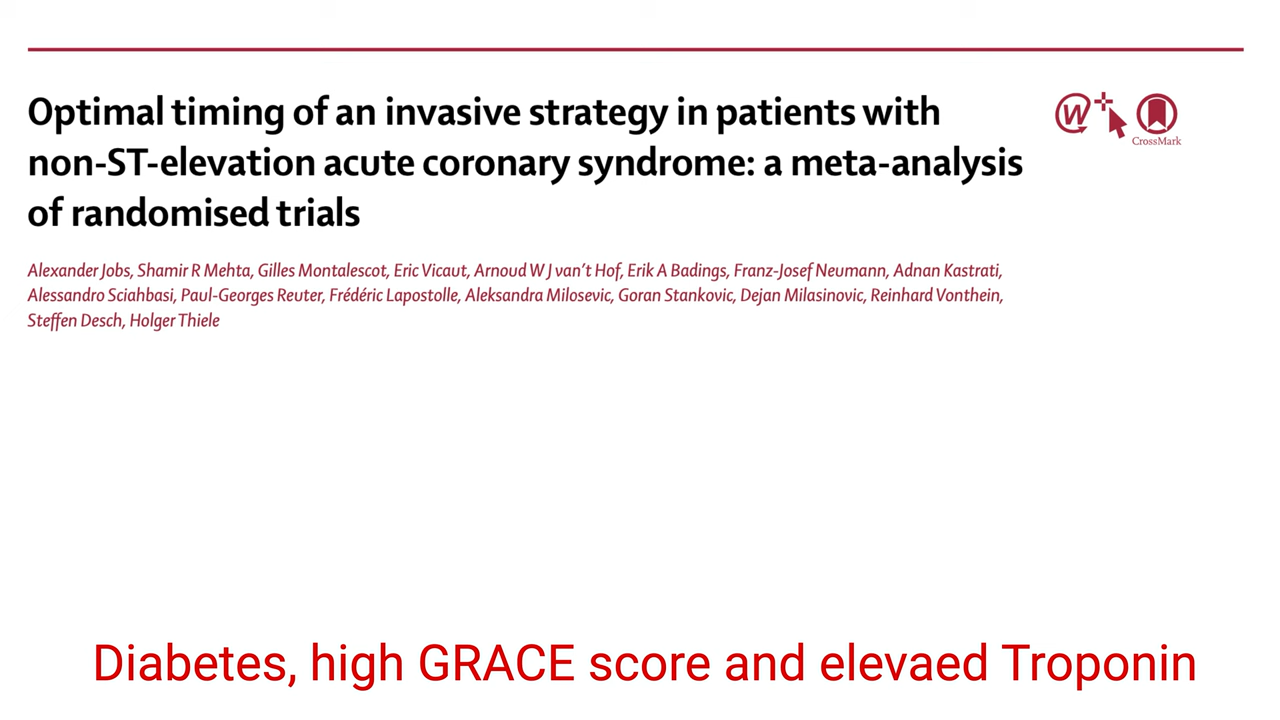 Optimal timing of an invasive strategy in patients with
non-ST-elevation acute coronary syndrome: a meta-analysis
of randomised trials
W
CrossMark
Alexander Jobs, Shamir R Mehta, Gilles Montalescot, Eric Vicaut, Arnoud W J van’t Hof, Erik A Badings, Franz-Josef Neumann, Adnan Kastrati,
Alessandro Sciahbasi, Paul-Georges Reuter, Frédéric Lapostolle, Aleksandra Milosevic, Goran Stankovic, Dejan Milasinovic, Reinhard Vonthein,
Steffen Desch, Holger Thiele
Diabetes, high GRACE score and elevaed Troponin